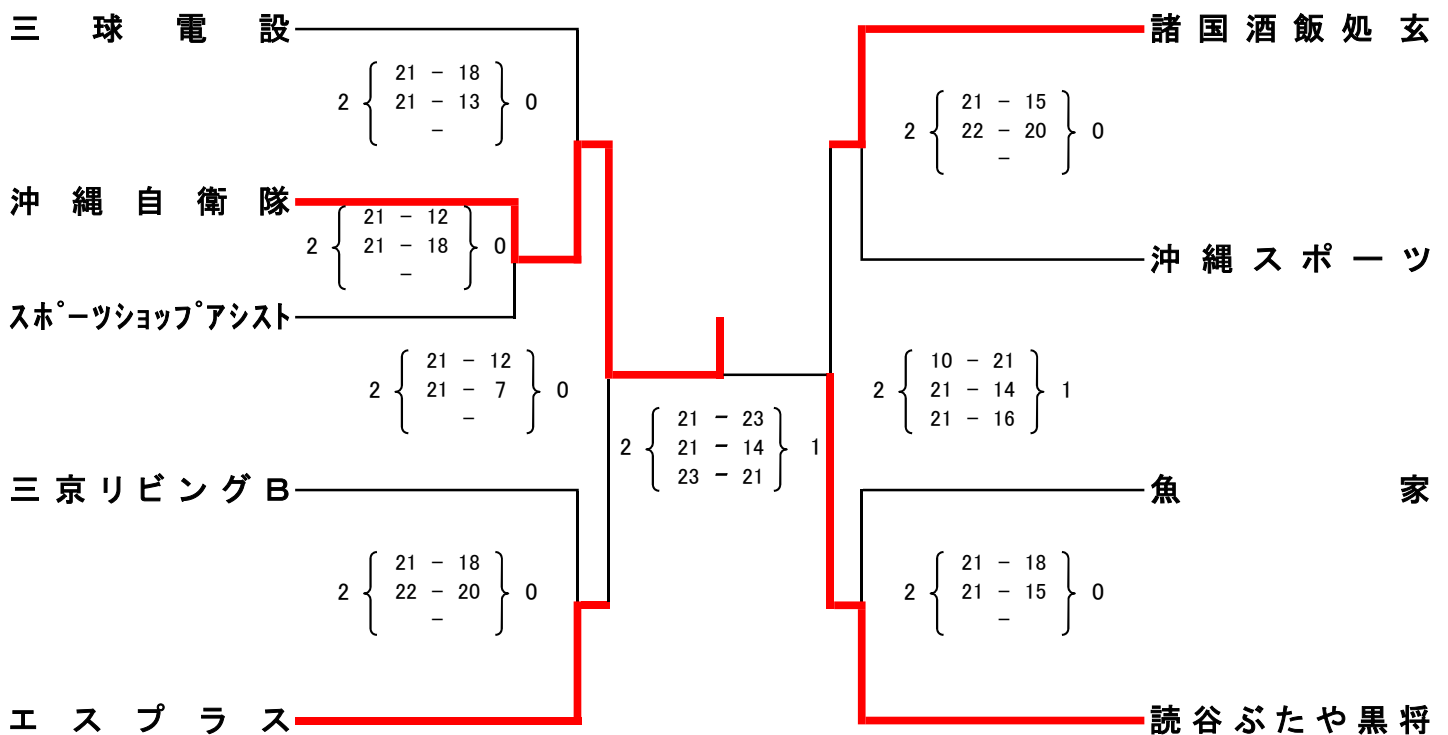 三球電設
諸国酒飯処玄
21 - 18
2 { 21 - 13 } 0
-
21 - 15
2 { 22 - 20 } 0
-
沖縄自衛隊
21 - 12
2 { 21 - 18 } 0
-
沖縄スポーツ
スポーツショップアシスト
21 - 12
2 { 21 - 7 } 0
-
10 - 21
2 { 21 - 14 } 1
21 - 16
21 - 23
2 { 21 - 14 } 1
23 - 21
三京リビングB
魚家
21 - 18
2 { 22 - 20 } 0
-
21 - 18
2 { 21 - 15 } 0
-
エスプラス
読谷ぶたや黒将